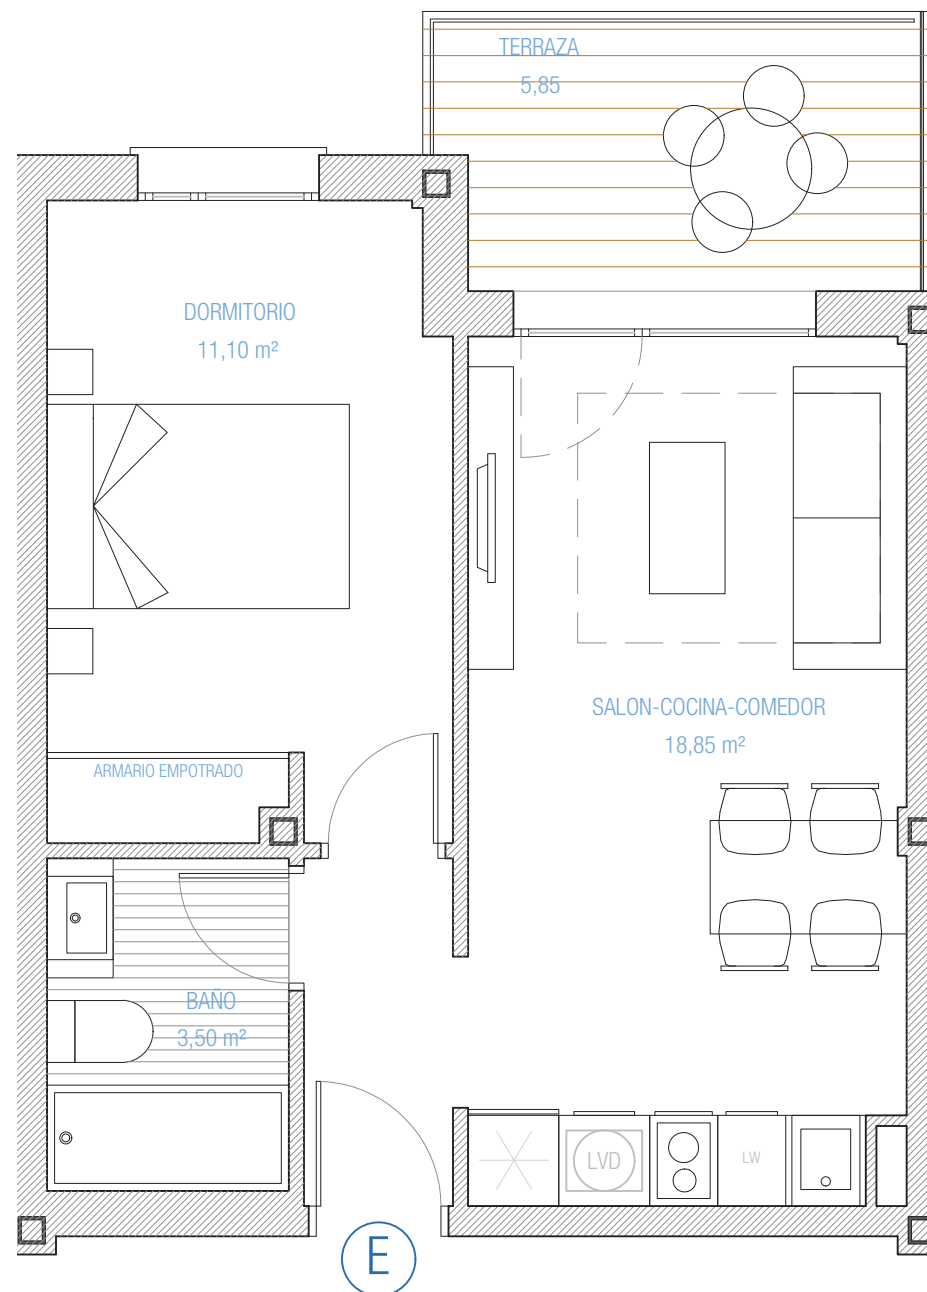 TERRAZA
5,85
DORMITORIO
11,10 m²
SALON-COCINA-COMEDOR
18,85 m²
ARMARIO EMPOTRADO
BAÑO
3,50 m²
LVD
LW
E